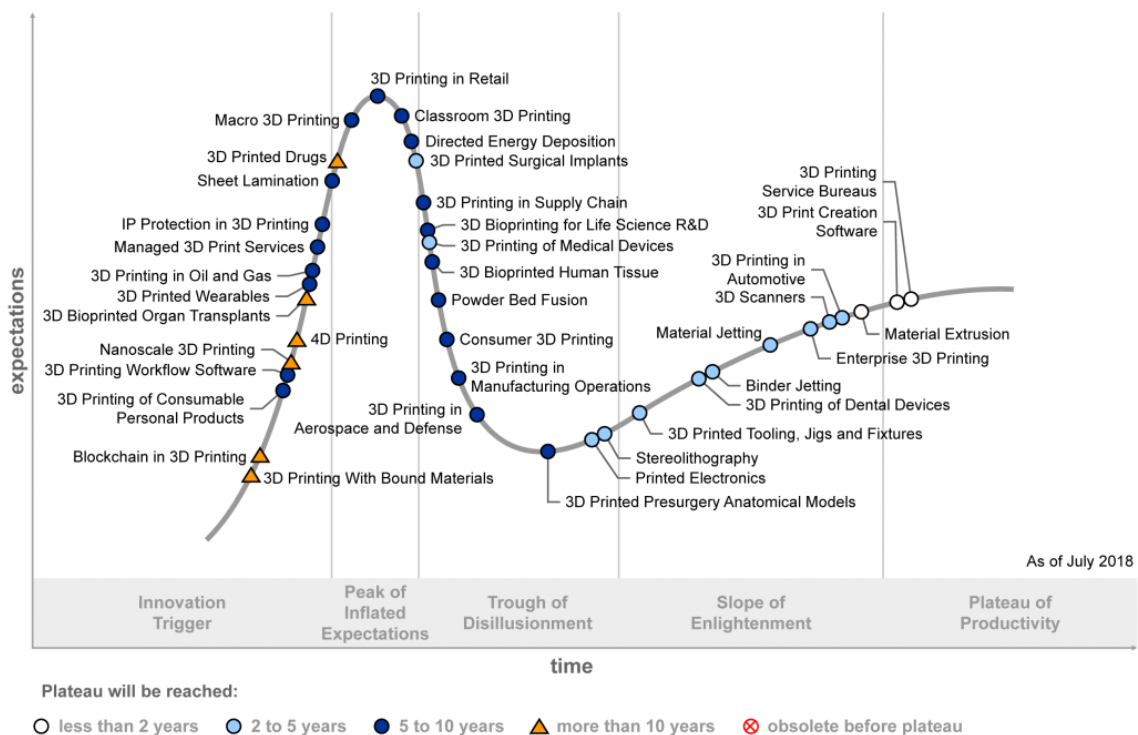 3D Printing in Retail
Macro 3D Printing
Classroom 3D Printing
Directed Energy Deposition
3D Printed Drugs
3D Printed Surgical Implants
Sheet Lamination
3D Printing in Supply Chain
IP Protection in 3D Printing
3D Bioprinting for Life Science R&D
Managed 3D Print Services
3D Printing of Medical Devices
3D Printing in Oil and Gas
3D Bioprinted Human Tissue
3D Printed Wearables
Powder Bed Fusion
3D Bioprinted Organ Transplants
4D Printing
Consumer 3D Printing
Nanoscale 3D Printing
3D Printing Workflow Software
3D Printing in
Manufacturing Operations
3D Printing of Consumable
Personal Products
3D Printing in
Aerospace and Defense
Blockchain in 3D Printing
3D Printing With Bound Materials
3D Printing
Service Bureaus
3D Print Creation
Software
3D Printing in
Automotive
3D Scanners
Material Jetting
Material Extrusion
Enterprise 3D Printing
Binder Jetting
3D Printing of Dental Devices
3D Printed Tooling, Jigs and Fixtures
Stereolithography
Printed Electronics
3D Printed Presurgery Anatomical Models
expectations
As of July 2018
Innovation
Trigger
Peak of
Inflated
Expectations
Trough of
Disillusionment
Slope of
Enlightenment
Plateau of
Productivity
time
Plateau will be reached:
less than 2 years
2 to 5 years
5 to 10 years
more than 10 years
obsolete before plateau